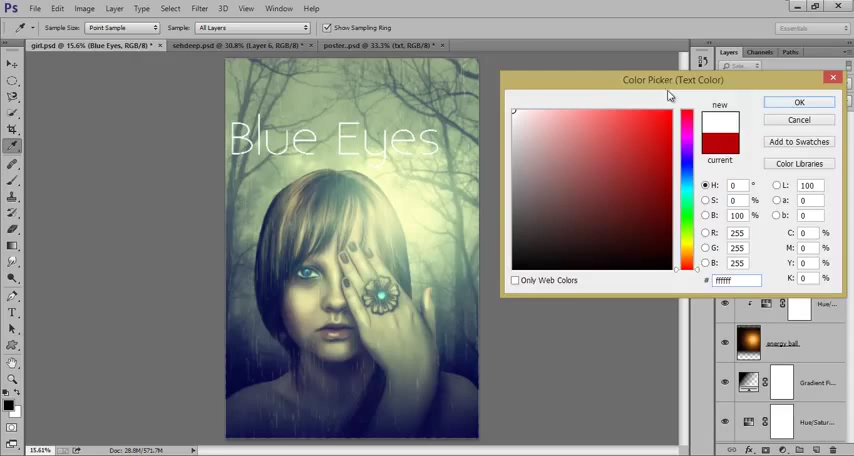 Ps File Edit Image Layer Type Select Filter 3D View Window Help
Sample Size: Point Sample Sample: All Layers Show Sampling Ring Essentials
girl.psd @ 15.6% (Blue Eyes, RGB/8) * × sehdeep.psd @ 30.8% (Layer 6, RGB/8) * × poster..psd @ 33.3% (txt, RGB/8) * ×
Layers Channels Paths
Color Picker (Text Color)
new
current
OK
Cancel
Add to Swatches
Color Libraries
H: 0 ° L: 100
S: 0 % a: 0
B: 100 % b: 0
R: 255 C: 0 %
G: 255 M: 0 %
B: 255 Y: 0 %
# ffffff K: 0 %
Only Web Colors
Blue Eyes
Hue/...
energy ball.
Gradient Fi...
Hue/Satur...
15.61% Doc: 28.8M/571.7M